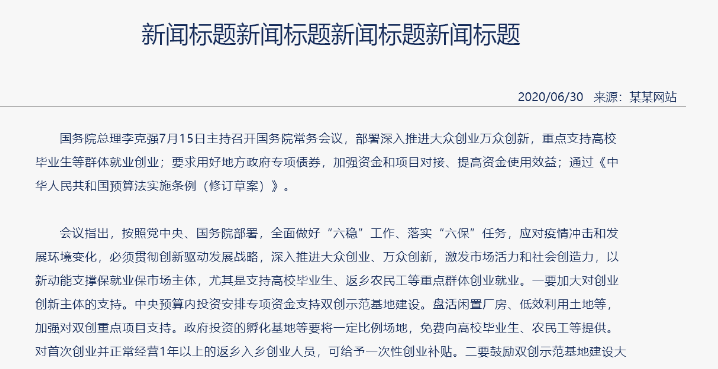 新闻标题新闻标题新闻标题新闻标题
2020/06/30 来源：某某网站
国务院总理李克强7月15日主持召开国务院常务会议，部署深入推进大众创业万众创新，重点支持高校
毕业生等群体就业创业；要求用好地方政府专项债券，加强资金和项目对接、提高资金使用效益；通过《中
华人民共和国预算法实施条例（修订草案）》。
会议指出，按照党中央、国务院部署，全面做好“六稳”工作、落实“六保”任务，应对疫情冲击和发
展环境变化，必须贯彻创新驱动发展战略，深入推进大众创业、万众创新，激发市场活力和社会创造力，以
新动能支撑保就业保市场主体，尤其是支持高校毕业生、返乡农民工等重点群体创业就业。一要加大对创业
创新主体的支持。中央预算内投资安排专项资金支持双创示范基地建设。盘活闲置厂房、低效利用土地等，
加强对双创重点项目支持。政府投资的孵化基地等要将一定比例场地，免费向高校毕业生、农民工等提供。
对首次创业并正常经营1年以上的返乡入乡创业人员，可给予一次性创业补贴。二要鼓励双创示范基地建设大